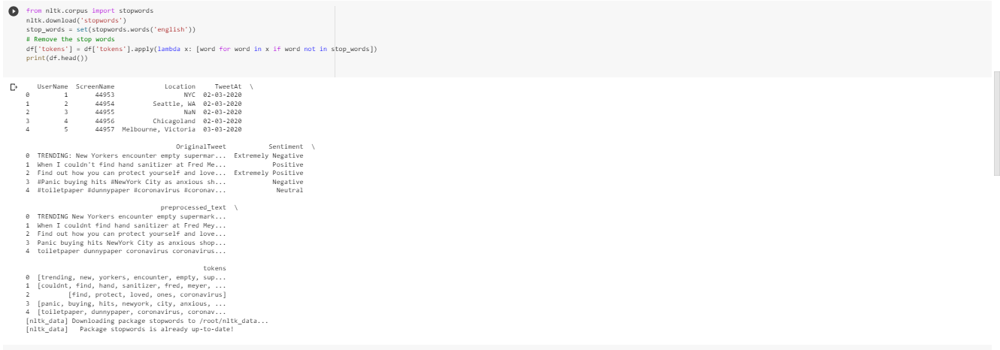 from nltk.corpus import stopwords
nltk.download('stopwords')
stop_words = set(stopwords.words('english'))
# Remove the stop words
df['tokens'] = df['tokens'].apply(lambda x: [word for word in x if word not in stop_words])
print(df.head())
   UserName  ScreenName             Location     TweetAt  \
0         1       44953                  NYC  02-03-2020
1         2       44954          Seattle, WA  02-03-2020
2         3       44955                  NaN  02-03-2020
3         4       44956          Chicagoland  02-03-2020
4         5       44957  Melbourne, Victoria  03-03-2020
                                       OriginalTweet           Sentiment  \
0  TRENDING: New Yorkers encounter empty supermar...  Extremely Negative
1  When I couldn't find hand sanitizer at Fred Me...            Positive
2  Find out how you can protect yourself and love...  Extremely Positive
3  #Panic buying hits #NewYork City as anxious sh...            Negative
4  #toiletpaper #dunnypaper #coronavirus #coronav...             Neutral
                                   preprocessed_text  \
0  TRENDING New Yorkers encounter empty supermark...
1  When I couldnt find hand sanitizer at Fred Mey...
2  Find out how you can protect yourself and love...
3  Panic buying hits NewYork City as anxious shop...
4  toiletpaper dunnypaper coronavirus coronavirus...
                                              tokens
0  [trending, new, yorkers, encounter, empty, sup...
1  [couldnt, find, hand, sanitizer, fred, meyer, ...
2          [find, protect, loved, ones, coronavirus]
3  [panic, buying, hits, newyork, city, anxious, ...
4  [toiletpaper, dunnypaper, coronavirus, coronav...
[nltk_data] Downloading package stopwords to /root/nltk_data...
[nltk_data]   Package stopwords is already up-to-date!